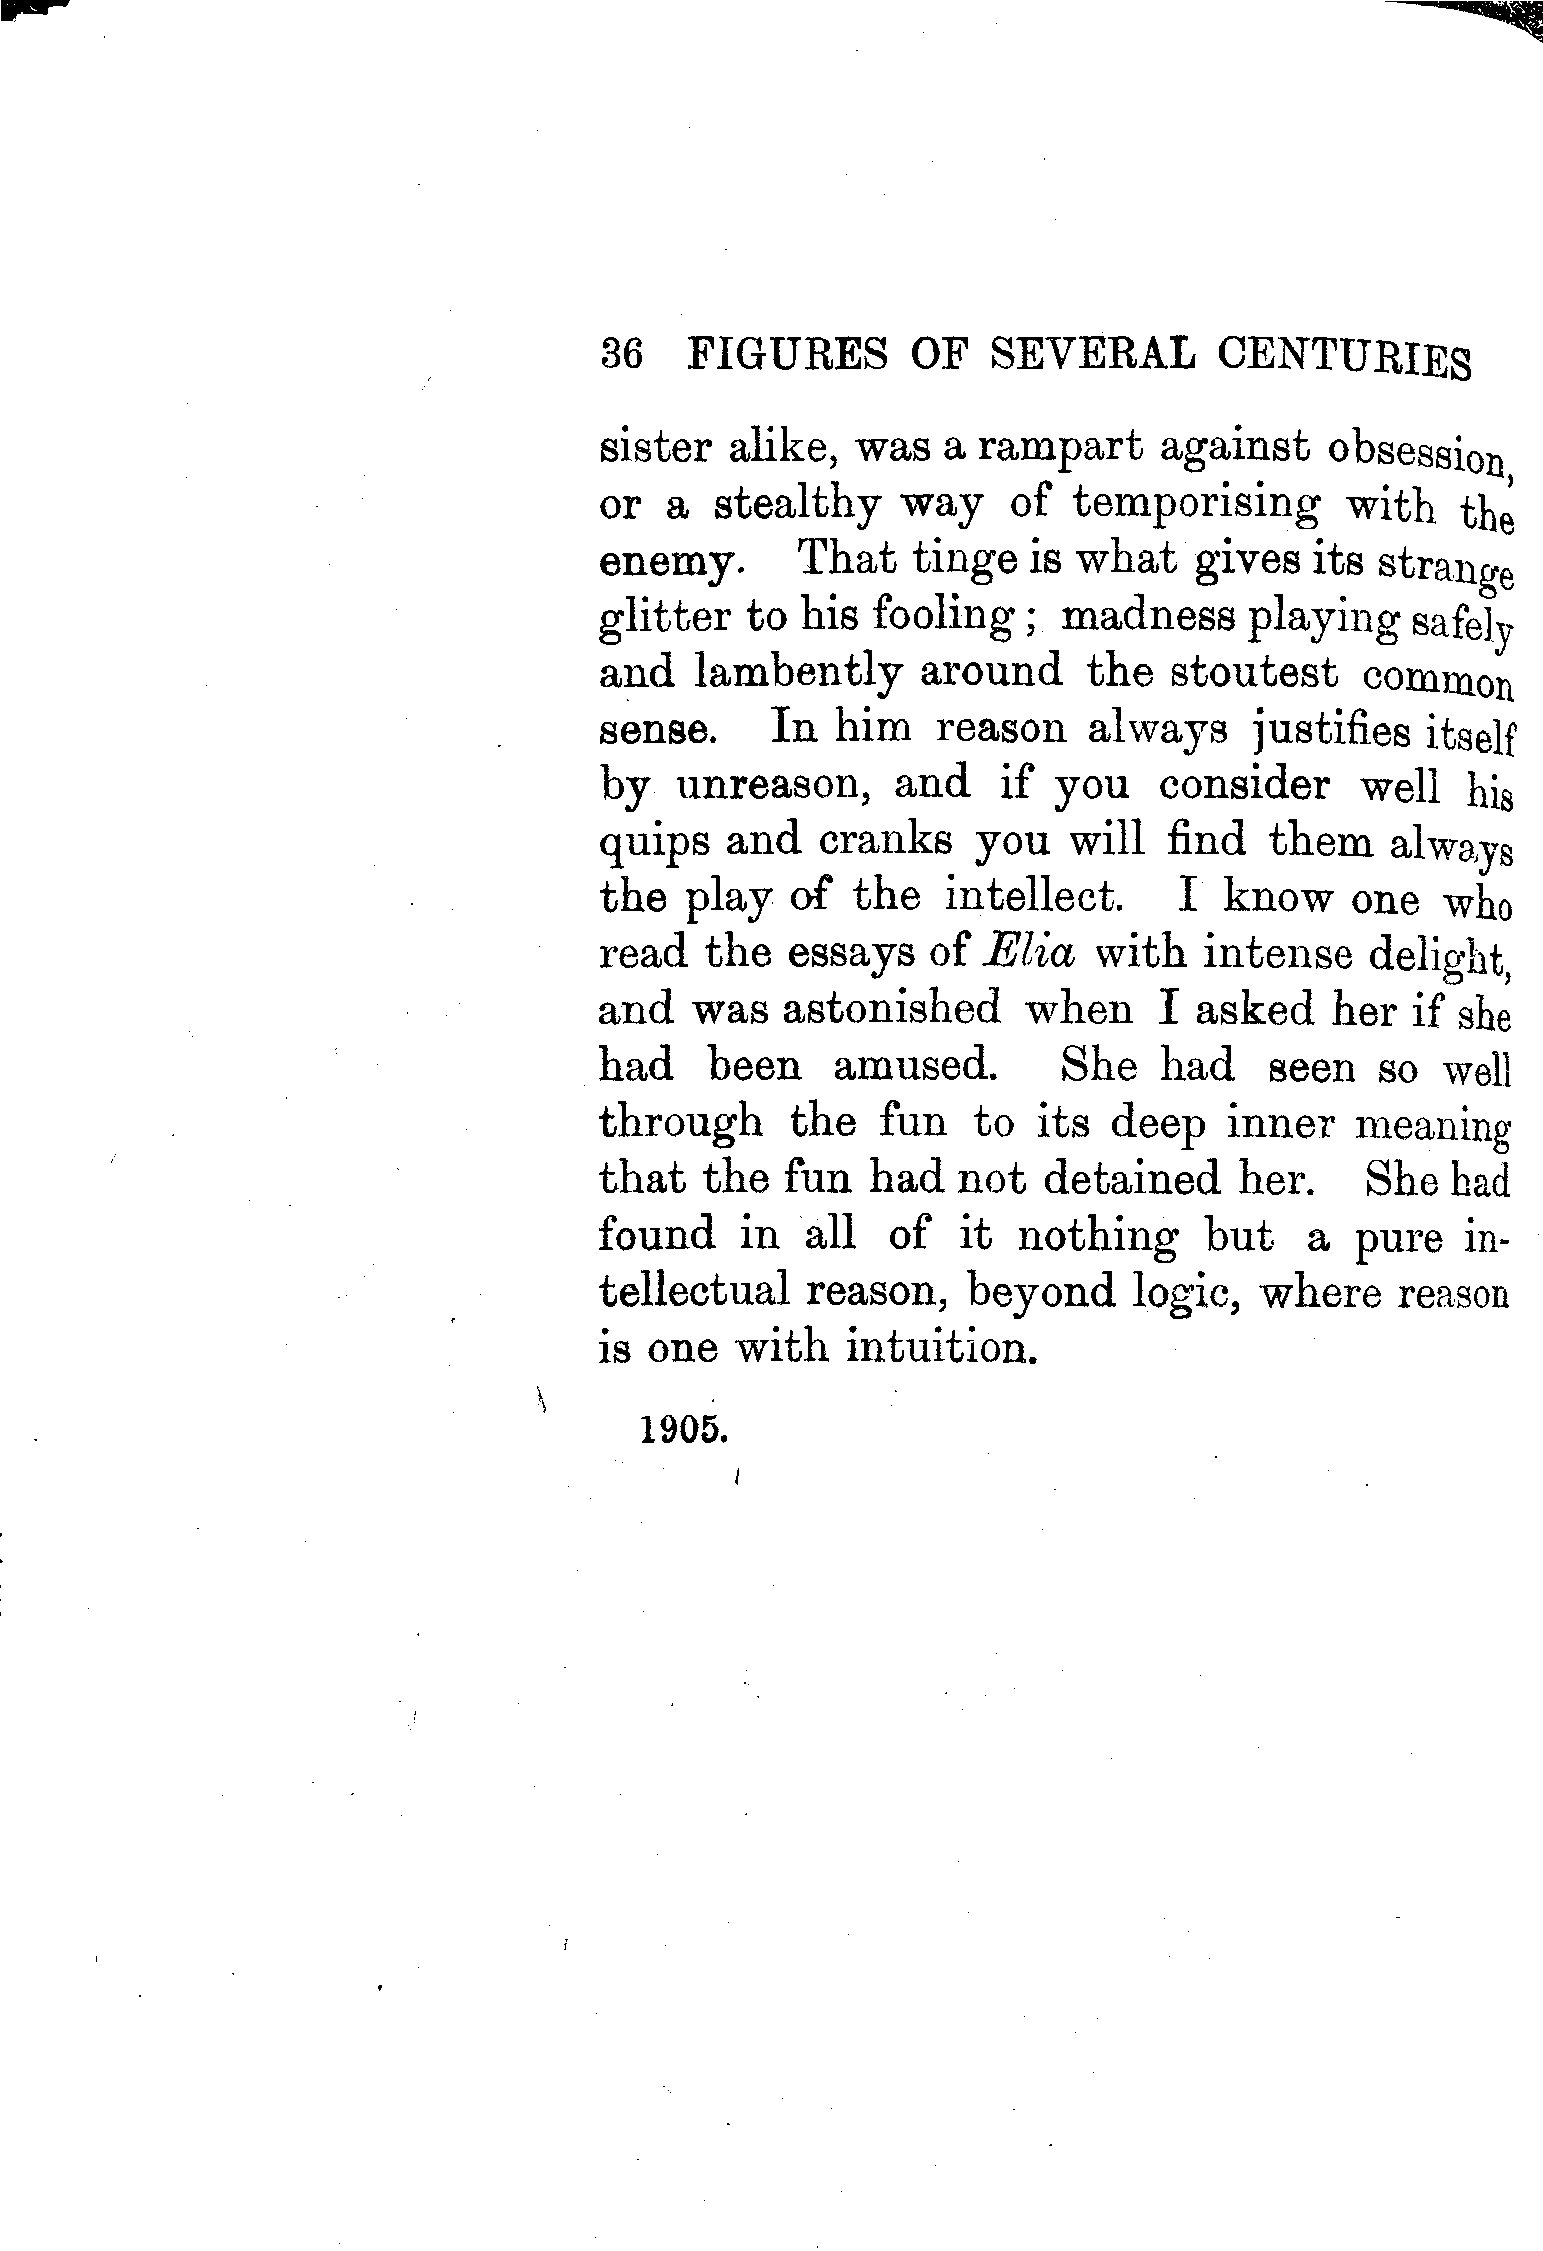 36 FIGURES OF SEVERAL CENTURIES
sister alike, was a rampart against obsession,
or a stealthy way of temporising with the
enemy. That tinge is what gives its strange
glitter to his fooling ; madness playing safely
and lambently around the stoutest common
sense. In him reason always justifies itself
by unreason, and if you consider well his
quips and cranks you will find them always
the play of the intellect. I know one who
read the essays of Elia with intense delight,
and was astonished when I asked her if she
had been amused. She had seen so well
through the fun to its deep inner meaning
that the fun had not detained her. She had
found in all of it nothing but a pure in-
tellectual reason, beyond logic, where reason
is one with intuition.
1905.